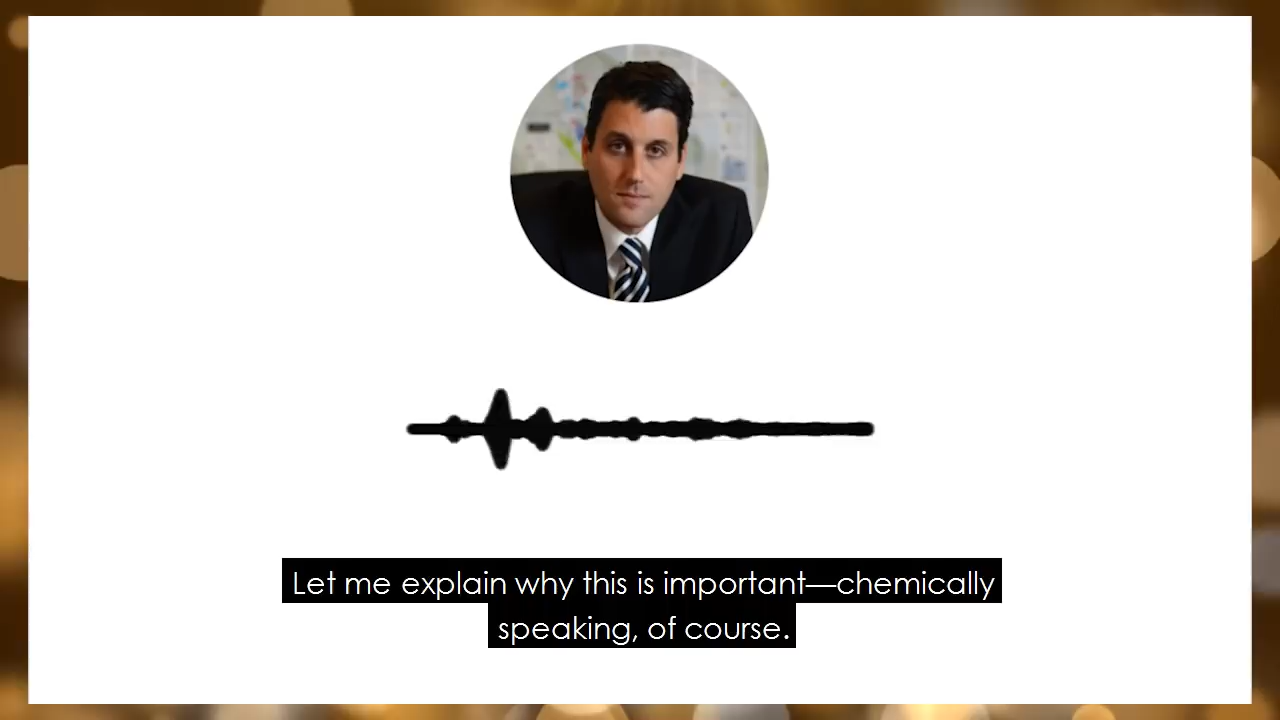 Let me explain why this is important—chemically
speaking, of course.